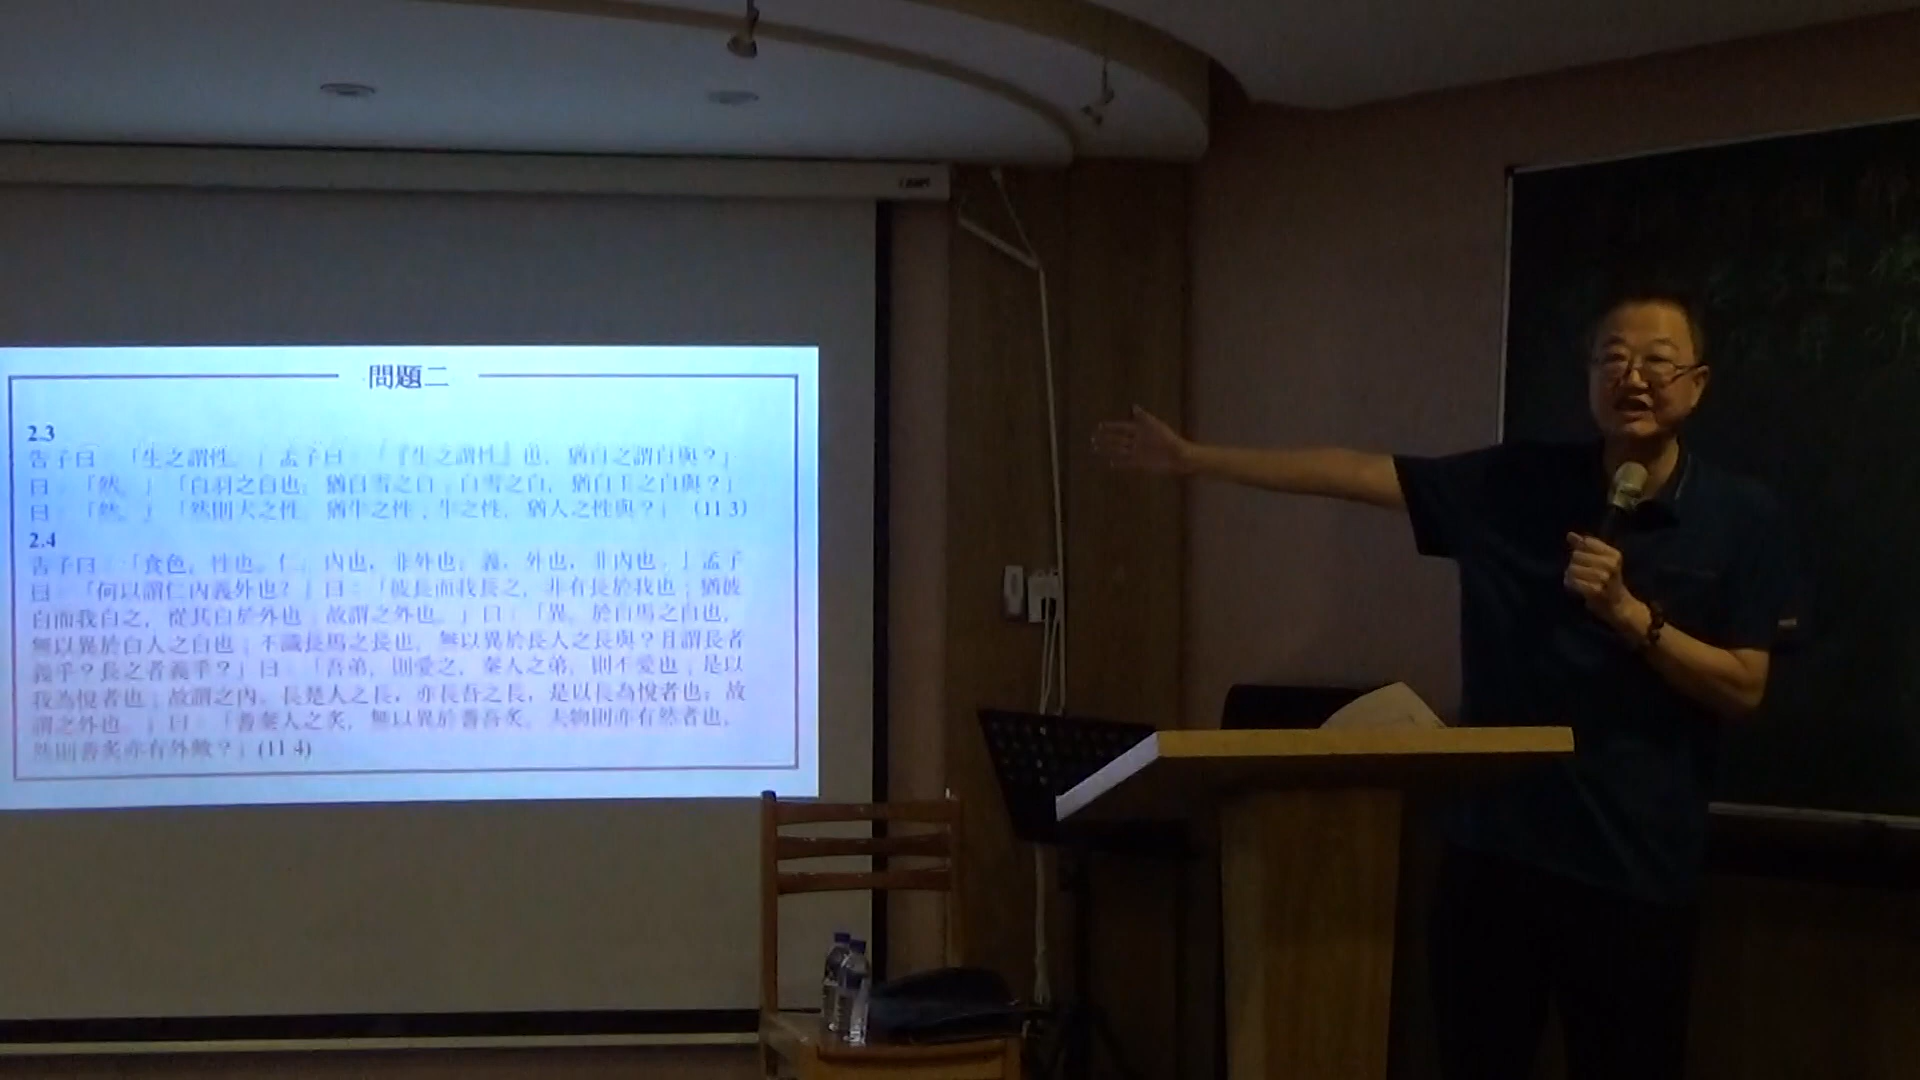 問題二
2.3
告子曰：「生之謂性。」孟子曰：「『生之謂性』也，猶白之謂白與？」
曰：「然。」「白羽之白也，猶白雪之白；白雪之白，猶白玉之白與？」
曰：「然。」「然則犬之性，猶牛之性；牛之性，猶人之性與？」(11.3)
2.4
告子曰：「食色，性也。仁，內也，非外也；義，外也，非內也。」孟子
曰：「何以謂仁內義外也？」曰：「彼長而我長之，非有長於我也；猶彼
白而我白之，從其白於外也，故謂之外也。」曰：「異。於白馬之白也，
無以異於白人之白也；不識長馬之長也，無以異於長人之長與？且謂長者
義乎？長之者義乎？」曰：「吾弟，則愛之，秦人之弟，則不愛也；是以
我為悅者也；故謂之內。長楚人之長，亦長吾之長，是以長為悅者也；故
謂之外也。」曰：「耆秦人之炙，無以異於耆吾炙，夫物則亦有然者也，
然則耆炙亦有外歟？」(11.4)